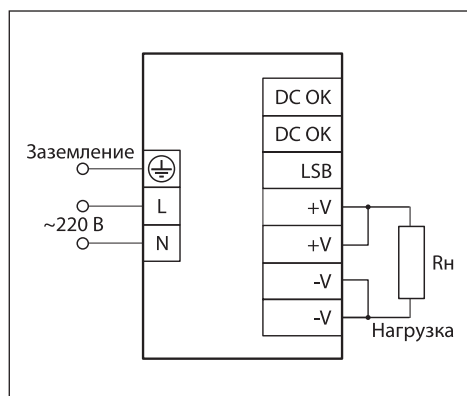 Заземление
L
~220 В
N
DC OK
DC OK
LSB
+V
+V
-V
-V
Rн
Нагрузка